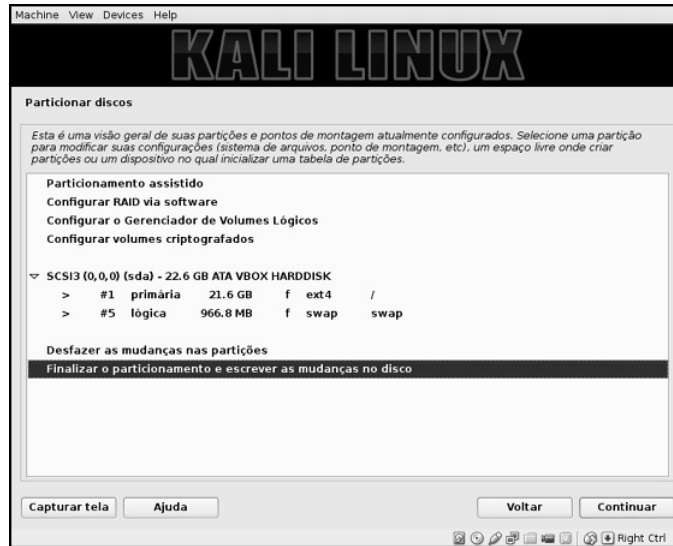 Machine View Devices Help
KALI LINUX
Particionar discos
Esta é uma visão geral de suas partições e pontos de montagem atualmente configurados. Selecione uma partição
para modificar suas configurações (sistema de arquivos, ponto de montagem, etc), um espaço livre onde criar
partições ou um dispositivo no qual inicializar uma tabela de partições.
Particionamento assistido
Configurar RAID via software
Configurar o Gerenciador de Volumes Lógicos
Configurar volumes criptografados
SCSI3 (0,0,0) (sda) - 22.6 GB ATA VBOX HARDDISK
> #1 primária 21.6 GB f ext4 /
> #5 lógica 966.8 MB f swap swap
Desfazer as mudanças nas partições
Finalizar o particionamento e escrever as mudanças no disco
Capturar tela Ajuda Voltar Continuar
Right Ctrl